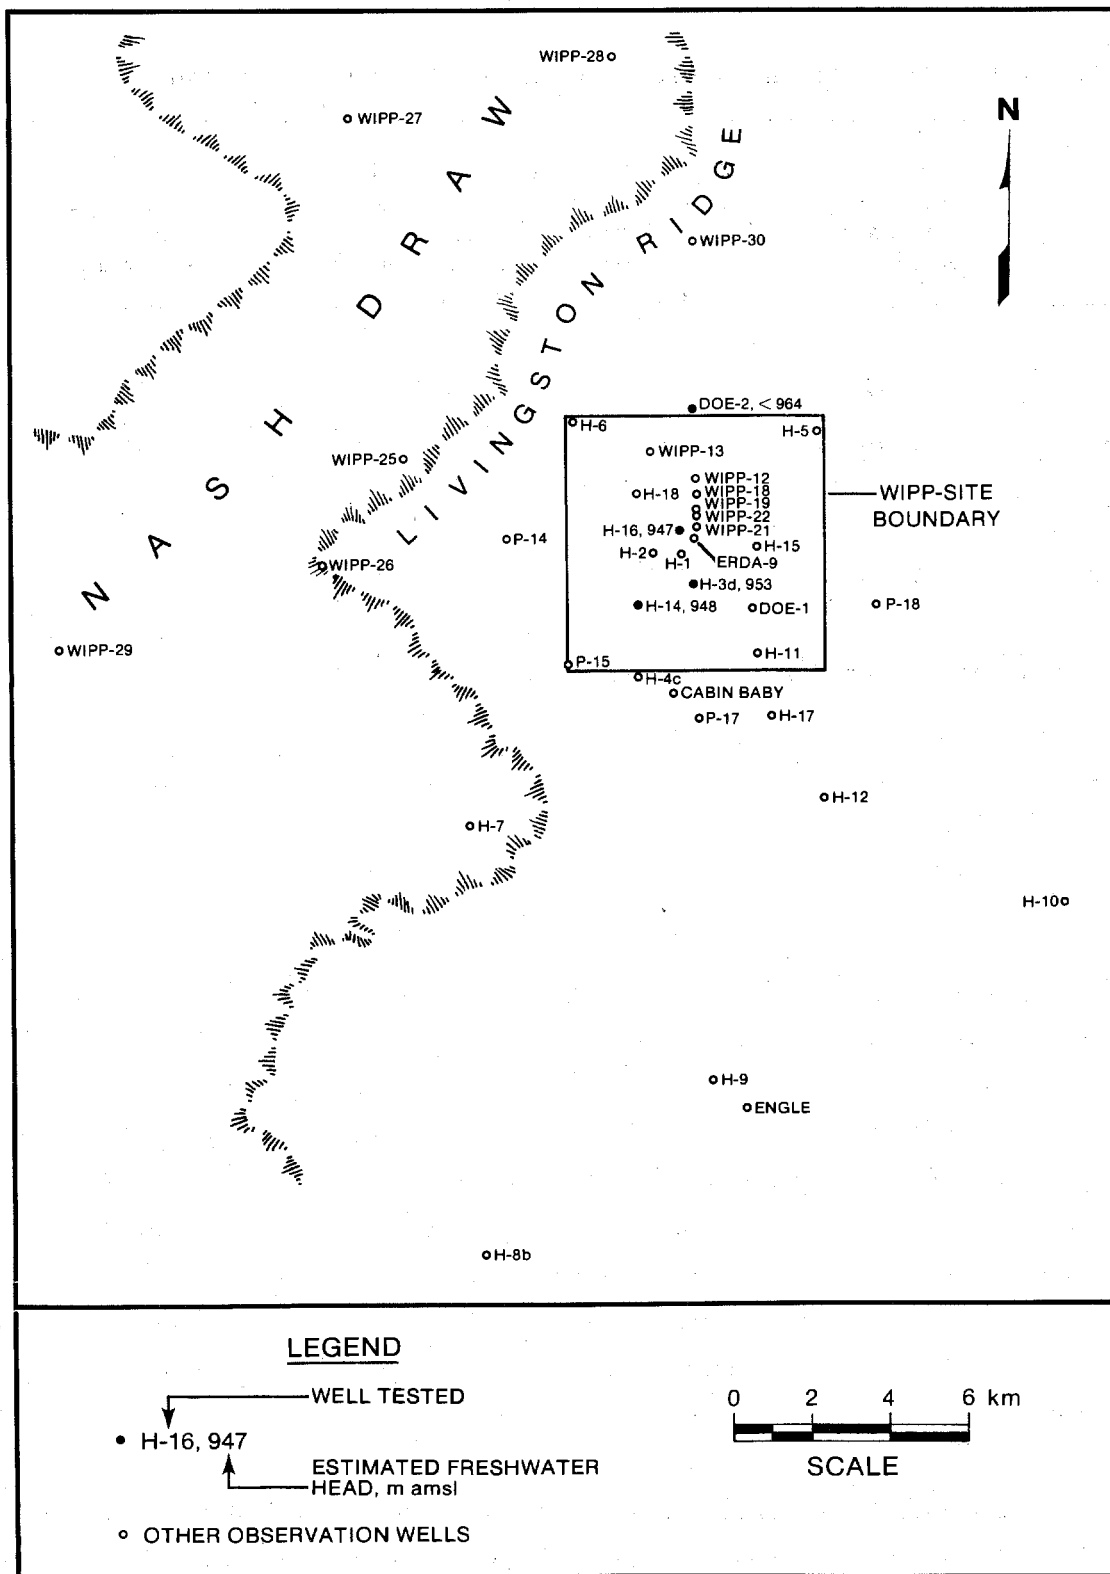 WIPP-28
WIPP-27
N
WIPP-30
NASH DRAW
LIVINGSTON RIDGE
DOE-2, < 964
H-6
H-5
WIPP-13
WIPP-25
WIPP-12
H-18
WIPP-18
WIPP-19
WIPP-22
WIPP-21
WIPP-SITE
BOUNDARY
H-16, 947
P-14
H-2
H-1
ERDA-9
H-15
WIPP-26
H-3d, 953
H-14, 948
DOE-1
P-18
WIPP-29
H-11
P-15
H-4c
CABIN BABY
P-17
H-17
H-12
H-7
H-10
H-9
ENGLE
H-8b
LEGEND
WELL TESTED
H-16, 947
ESTIMATED FRESHWATER
HEAD, m amsl
OTHER OBSERVATION WELLS
0 2 4 6 km
SCALE